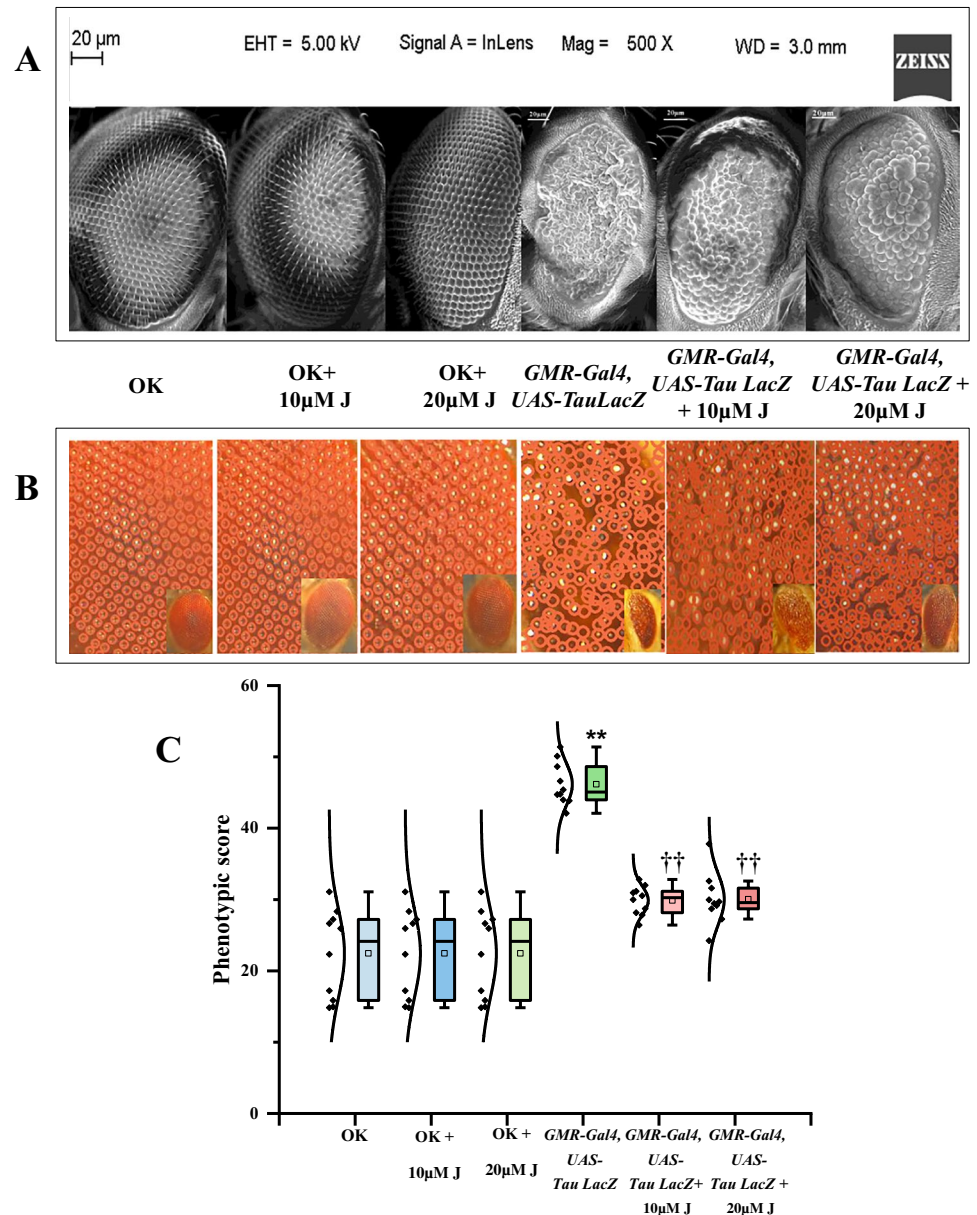 A
20 µm
EHT = 5.00 kV Signal A = InLens Mag = 500 X WD = 3.0 mm
ZEISS
20µm 20µm 20µm
OK
OK+
10µM J
OK+
20µM J
GMR-Gal4,
UAS-TauLacZ
GMR-Gal4,
UAS-Tau LacZ
+ 10µM J
GMR-Gal4,
UAS-Tau LacZ +
20µM J
B
C
Phenotypic score
60
40
20
0
**
††
††
OK
OK +
10µM J
OK +
20µM J
GMR-Gal4,
UAS-
Tau LacZ
GMR-Gal4,
UAS-
Tau LacZ+
10µM J
GMR-Gal4,
UAS-
Tau LacZ +
20µM J